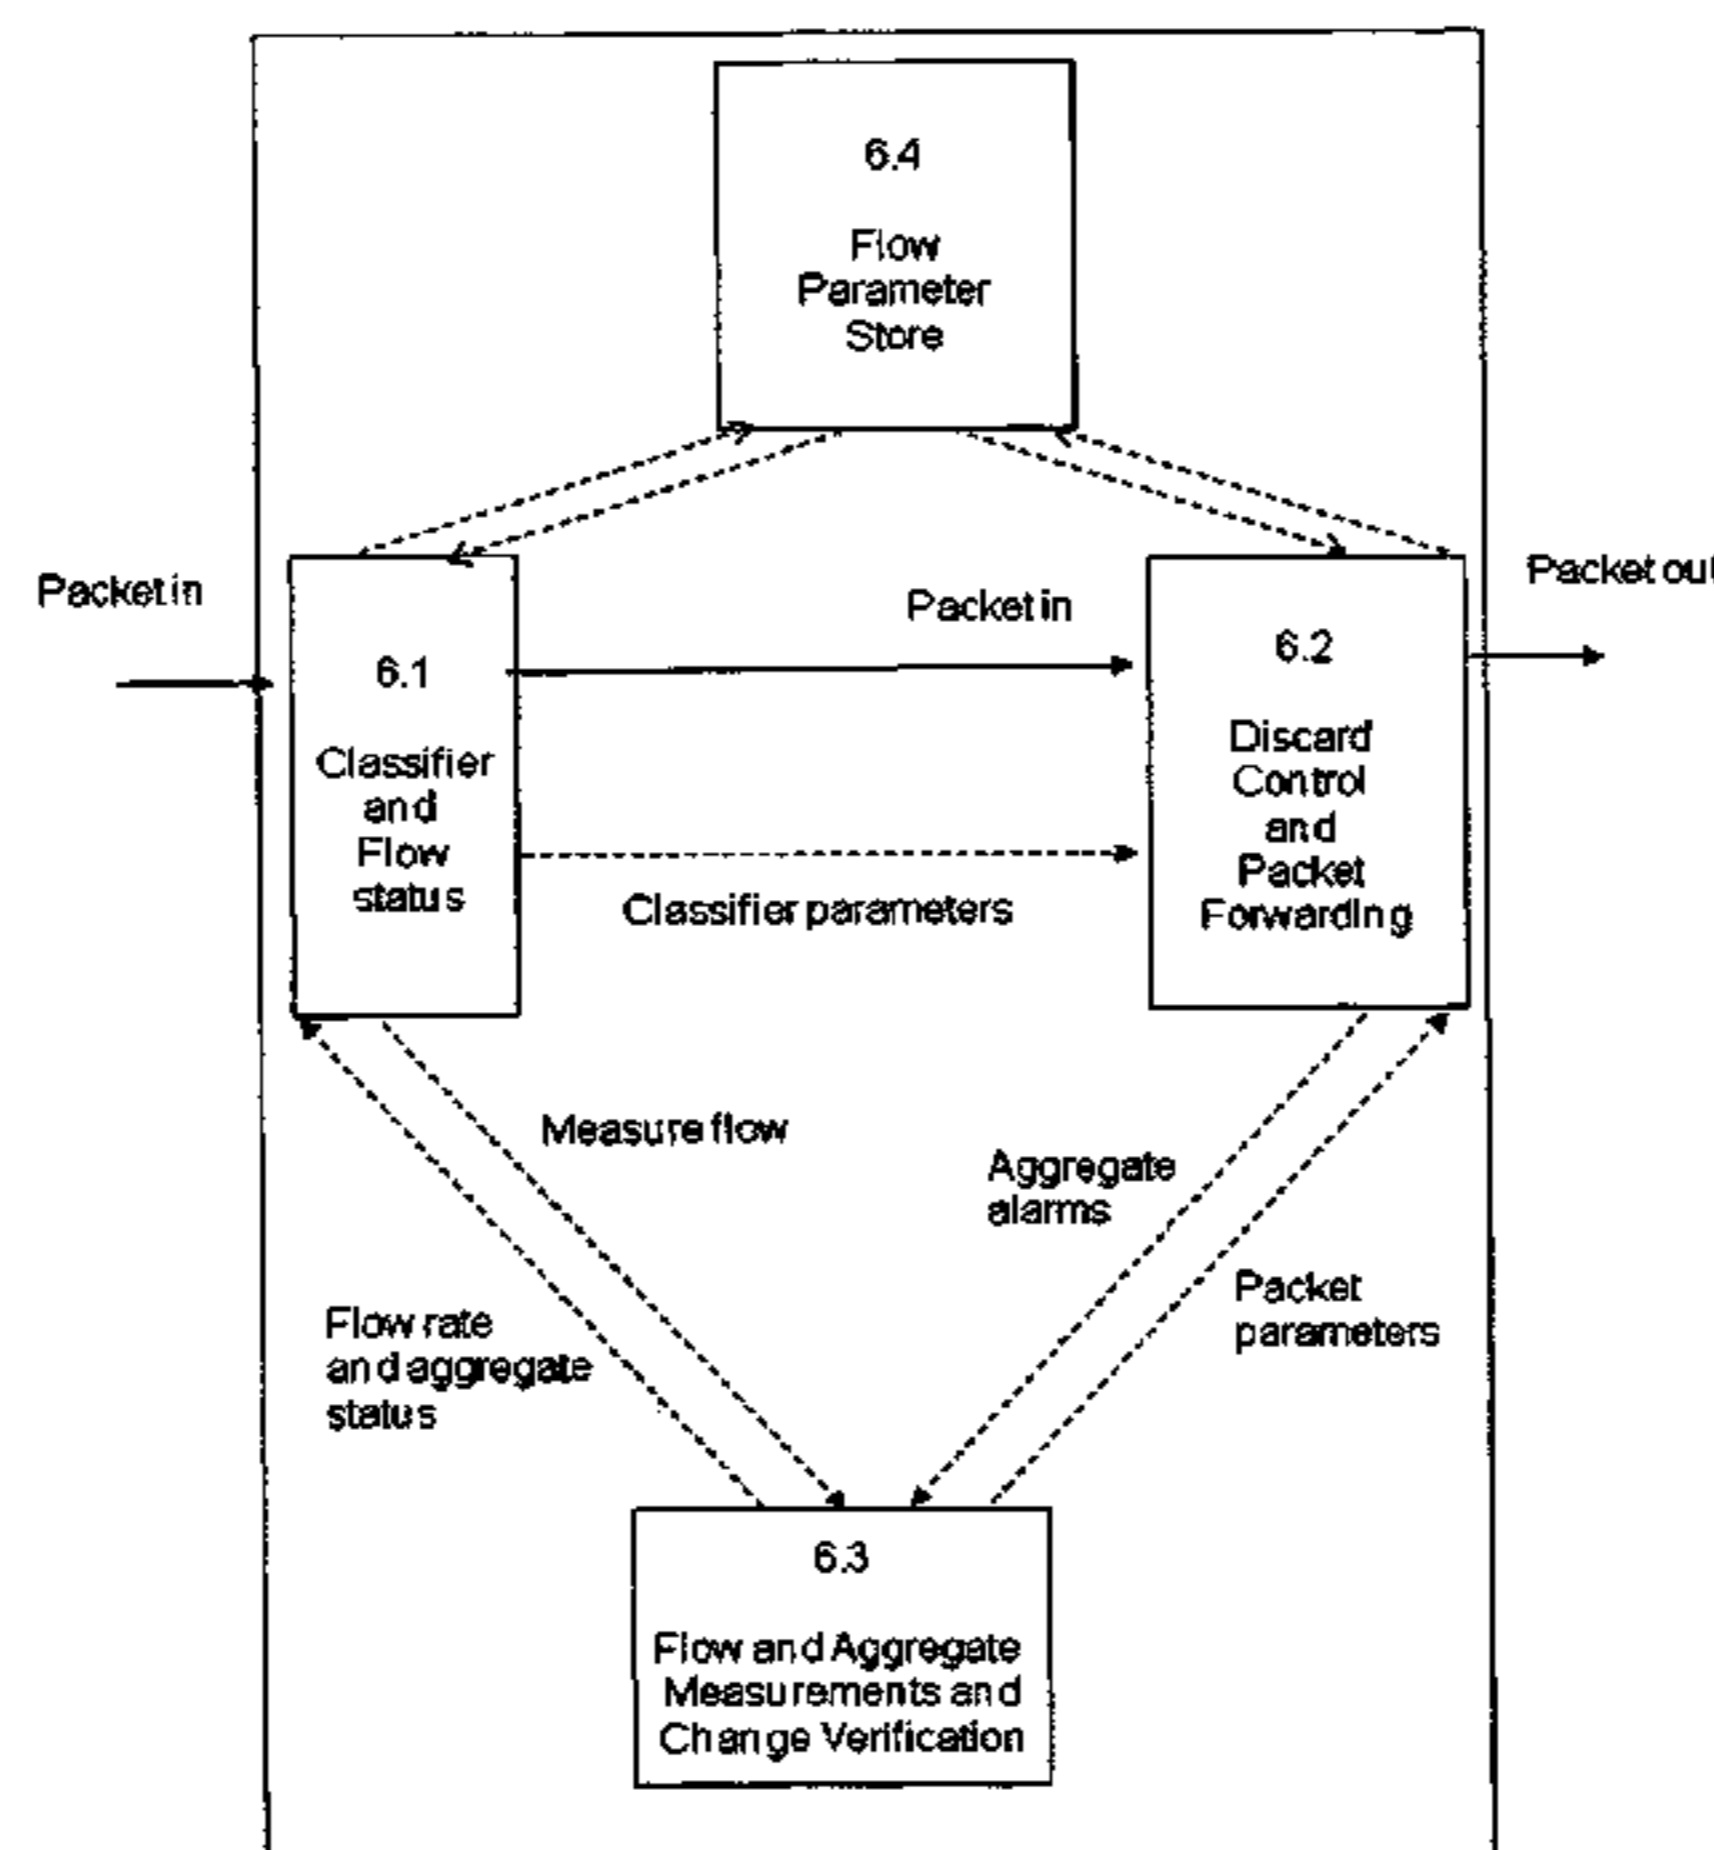 6.4
Flow
Parameter
Store
Packet in
Packet in
Packet out
6.1
Classifier
and
Flow
status
6.2
Discard
Control
and
Packet
Forwarding
Classifier parameters
Measure flow
Aggregate
alarms
Packet
parameters
Flow rate
and aggregate
status
6.3
Flow and Aggregate
Measurements and
Change Verification